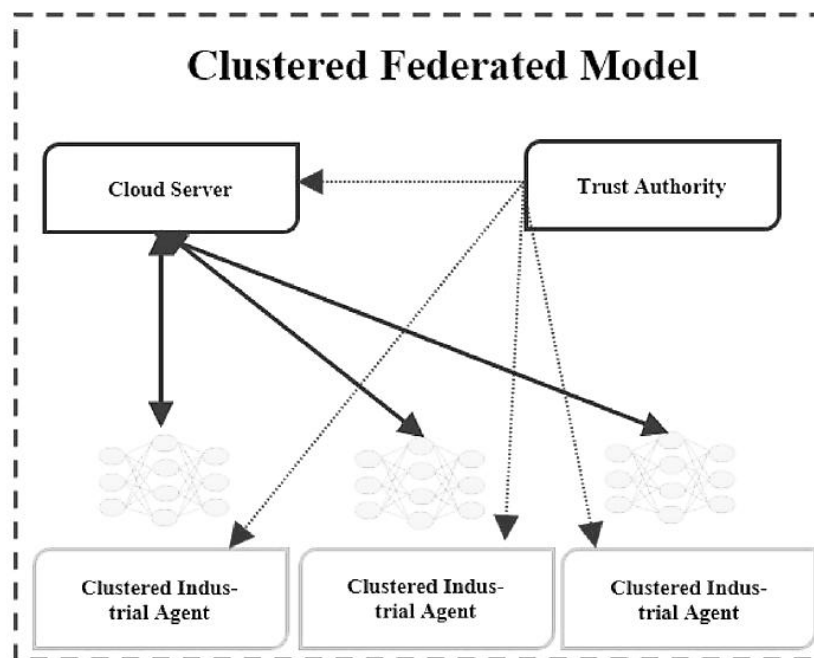 Clustered Federated Model
Cloud Server
Trust Authority
Clustered Indus-
trial Agent
Clustered Indus-
trial Agent
Clustered Indus-
trial Agent